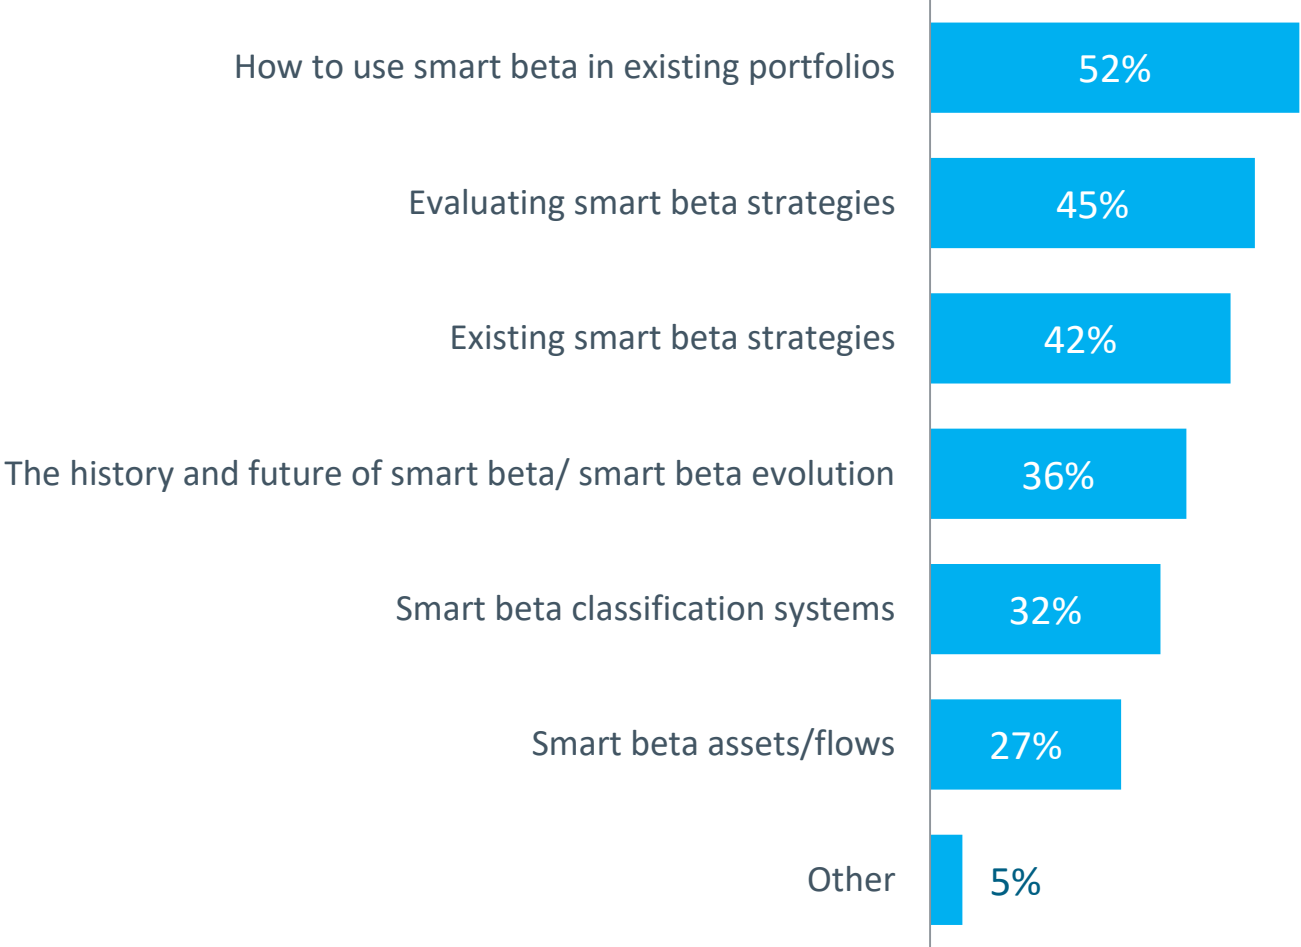 How to use smart beta in existing portfolios 52%
Evaluating smart beta strategies 45%
Existing smart beta strategies 42%
The history and future of smart beta/ smart beta evolution 36%
Smart beta classification systems 32%
Smart beta assets/flows 27%
Other 5%